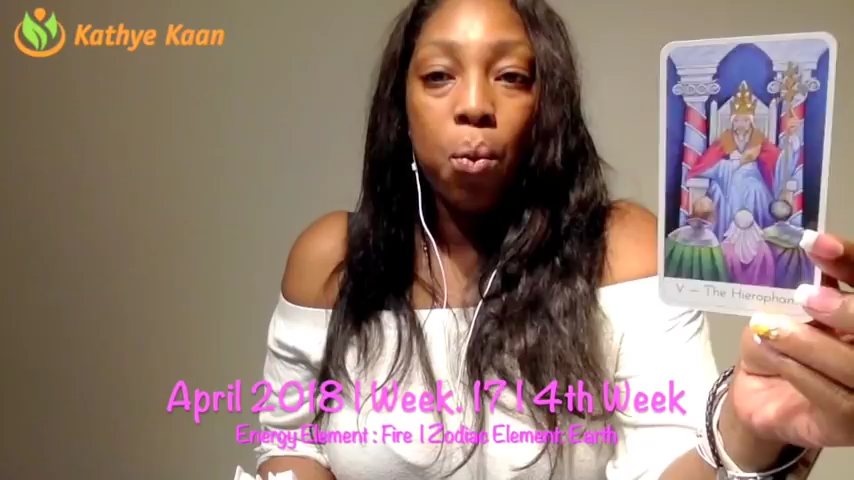 Kathye Kaan
V – The Hierophan
April 2018 | Week. 17 | 4th Week
Energy Element : Fire | Zodiac Element: Earth